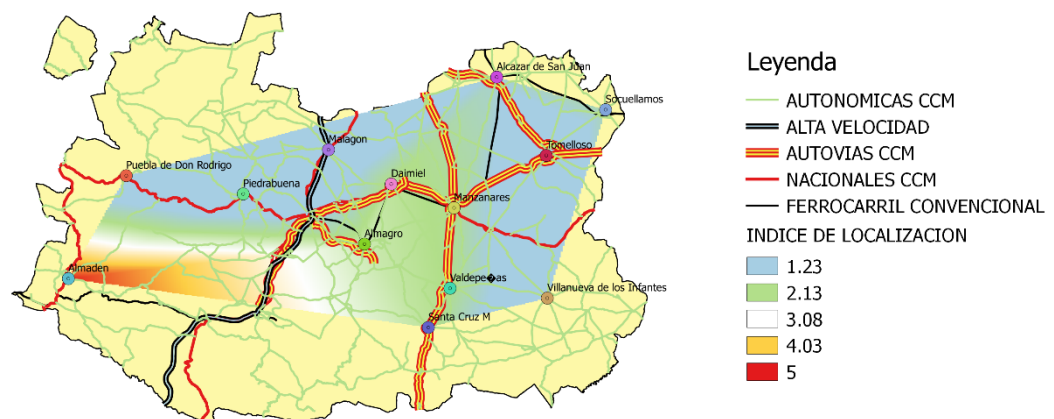 Alcazar de San Juan
Socuellamos
Malagon
Tomelloso
Puebla de Don Rodrigo
Daimiel
Piedrabuena
Manzanares
Almagro
Almaden
Valdepe�as
Villanueva de los Infantes
Santa Cruz M
Leyenda
AUTONOMICAS CCM
ALTA VELOCIDAD
AUTOVIAS CCM
NACIONALES CCM
FERROCARRIL CONVENCIONAL
INDICE DE LOCALIZACION
1.23
2.13
3.08
4.03
5